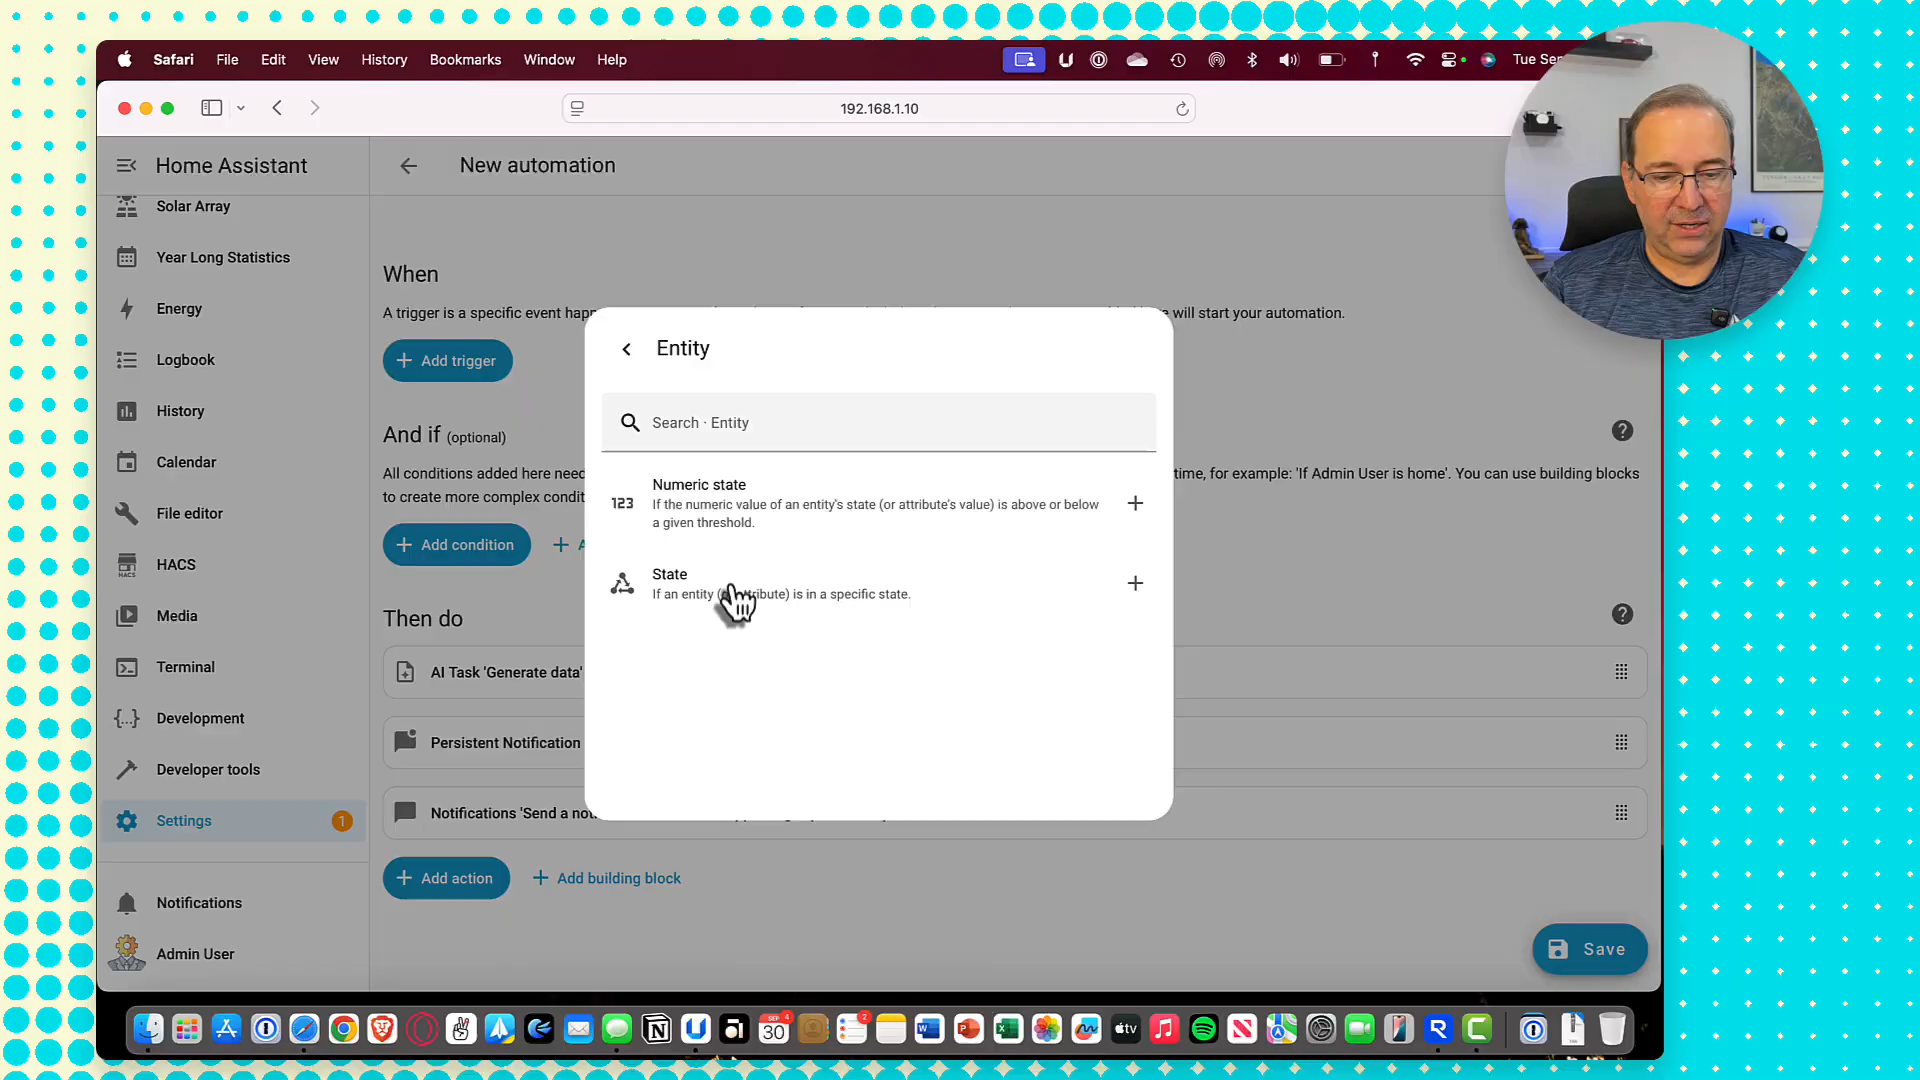 Safari File Edit View History Bookmarks Window Help
Tue Sep
192.168.1.10
Home Assistant
New automation
Solar Array
Year Long Statistics
Energy
Logbook
History
Calendar
File editor
HACS
HACS
Media
Terminal
Development
Developer tools
Settings
1
Notifications
Admin User
When
A trigger is a specific event
will start your automation.
Add trigger
And if (optional)
All conditions added here
time, for example: 'If Admin User is home'. You can use building blocks
to create more complex
Add condition
Then do
AI Task 'Generate data'
Persistent Notification
Notifications 'Send a
Add action
Add building block
Save
Entity
Search · Entity
123
Numeric state
If the numeric value of an entity's state (or attribute's value) is above or below
a given threshold.
State
If an entity is in a specific state.
SEP
30
4
2
tv